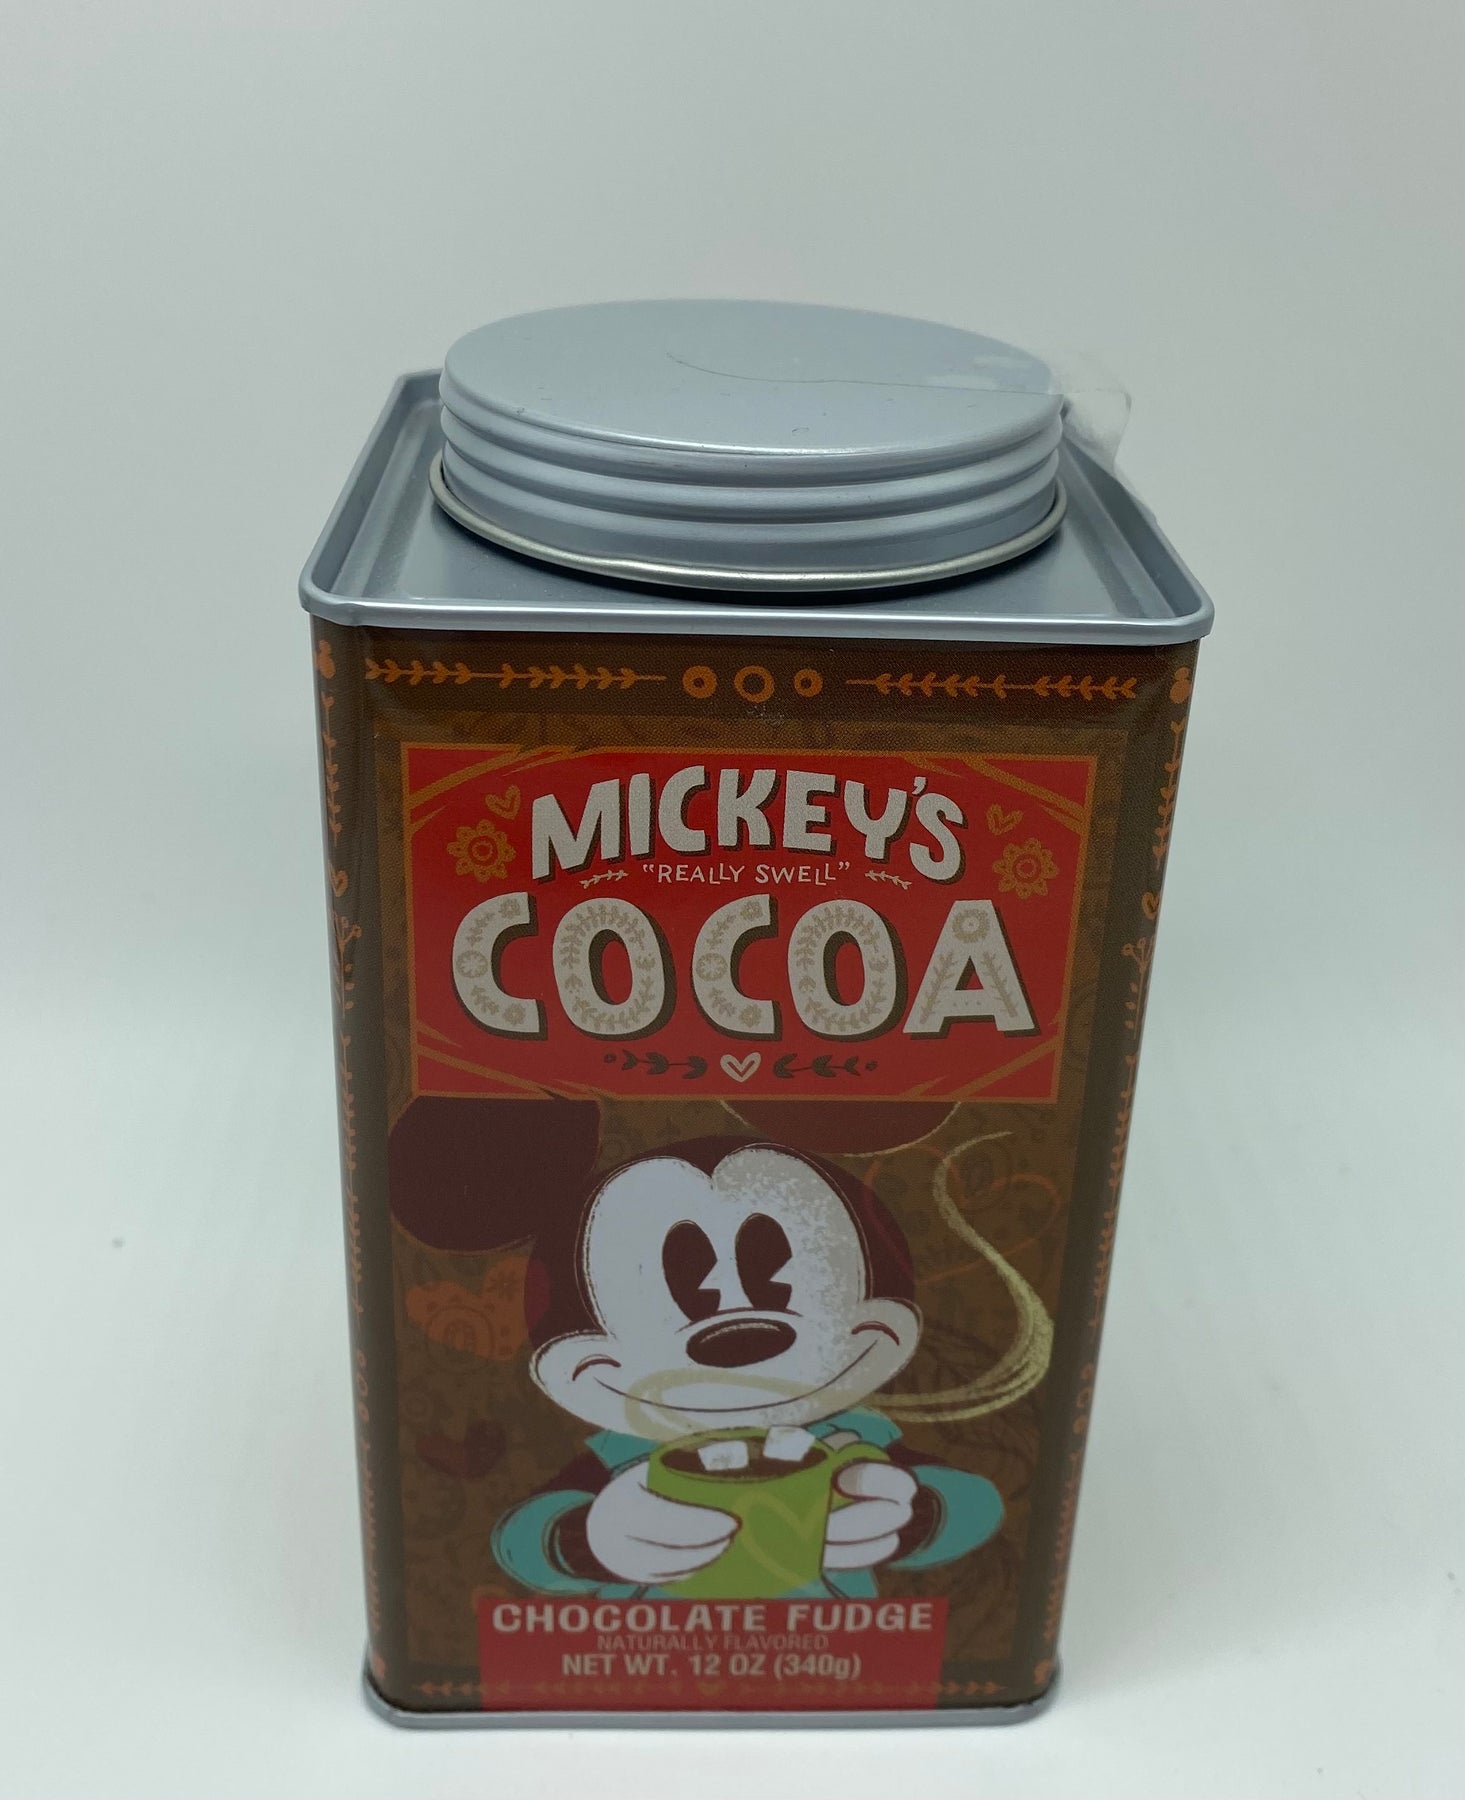 MICKEY'S
"REALLY SWELL"
COCOA
CHOCOLATE FUDGE
NATURALLY FLAVORED
NET WT. 12 OZ (340g)